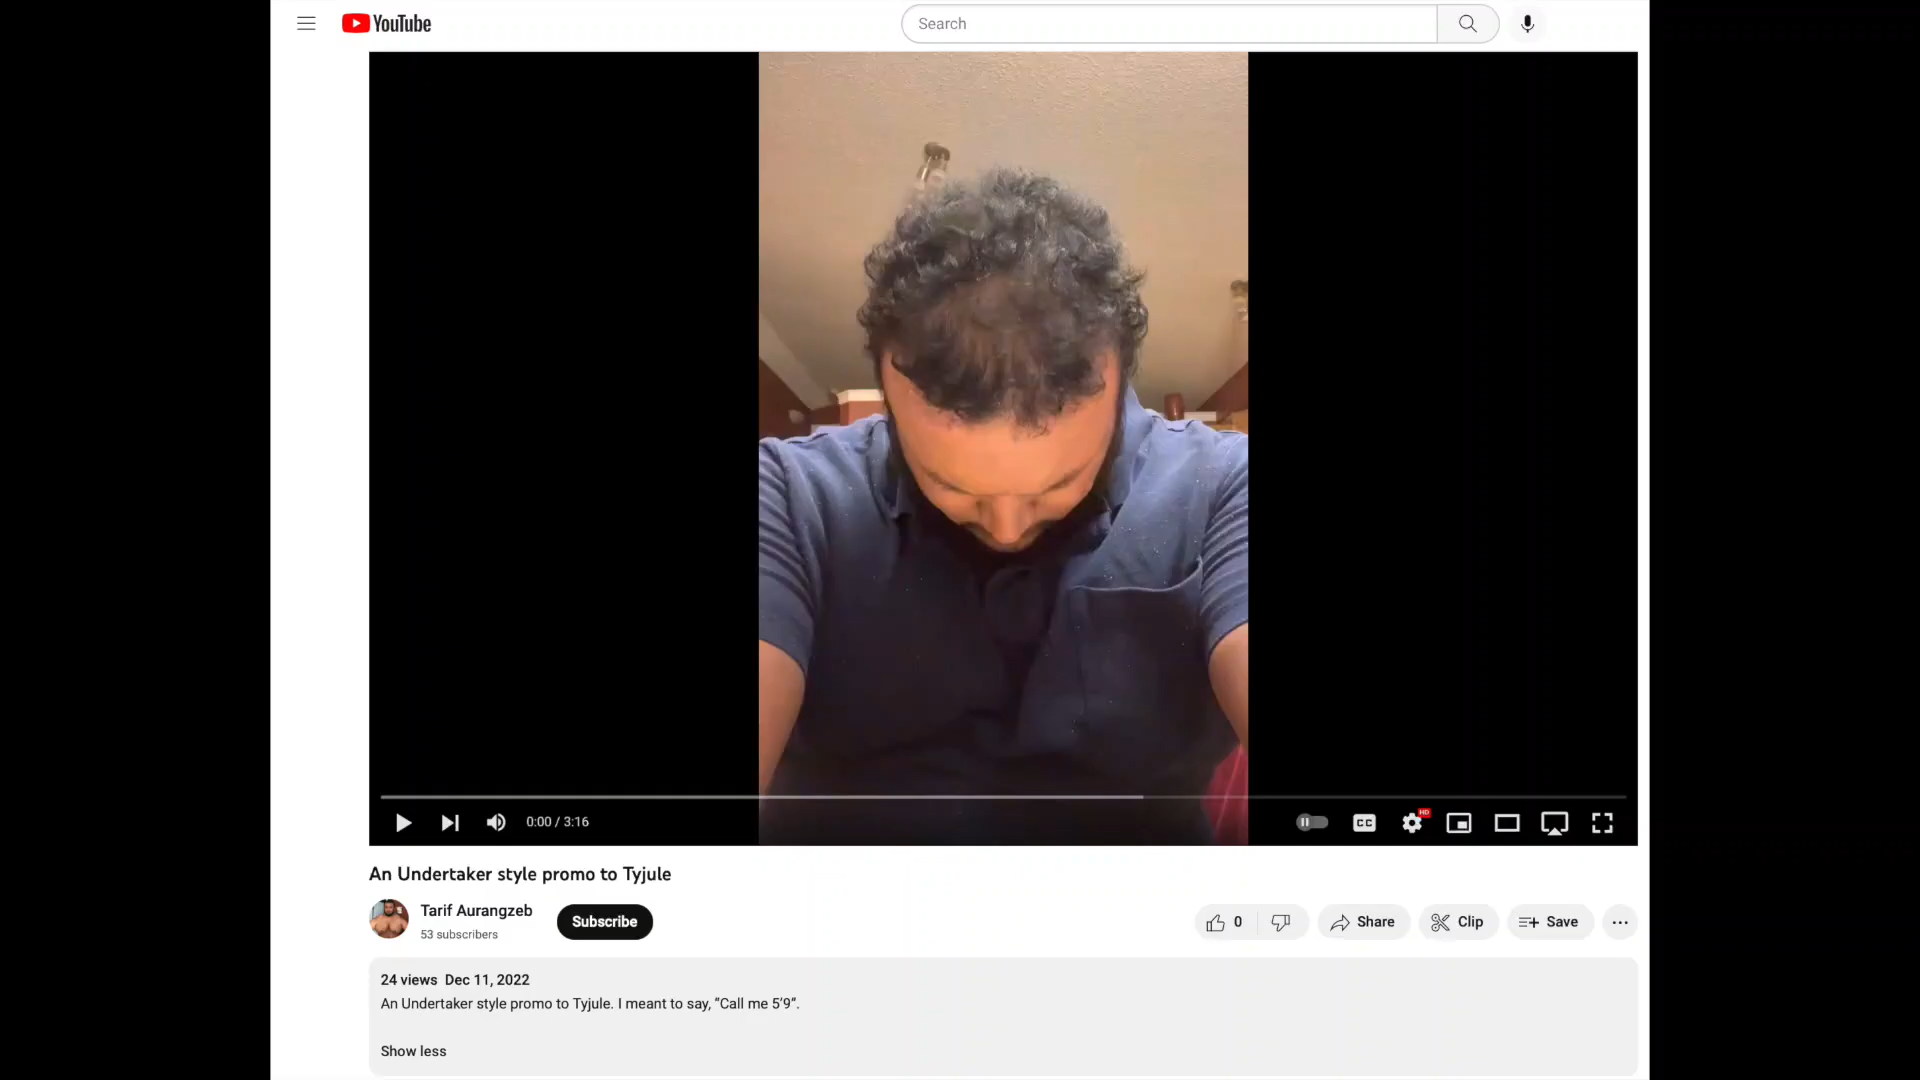 YouTube
Search
0:00 / 3:16
CC
HD
An Undertaker style promo to Tyjule
Tarif Aurangzeb
53 subscribers
Subscribe
0
Share
Clip
Save
24 views Dec 11, 2022
An Undertaker style promo to Tyjule. I meant to say, “Call me 5’9”.
Show less